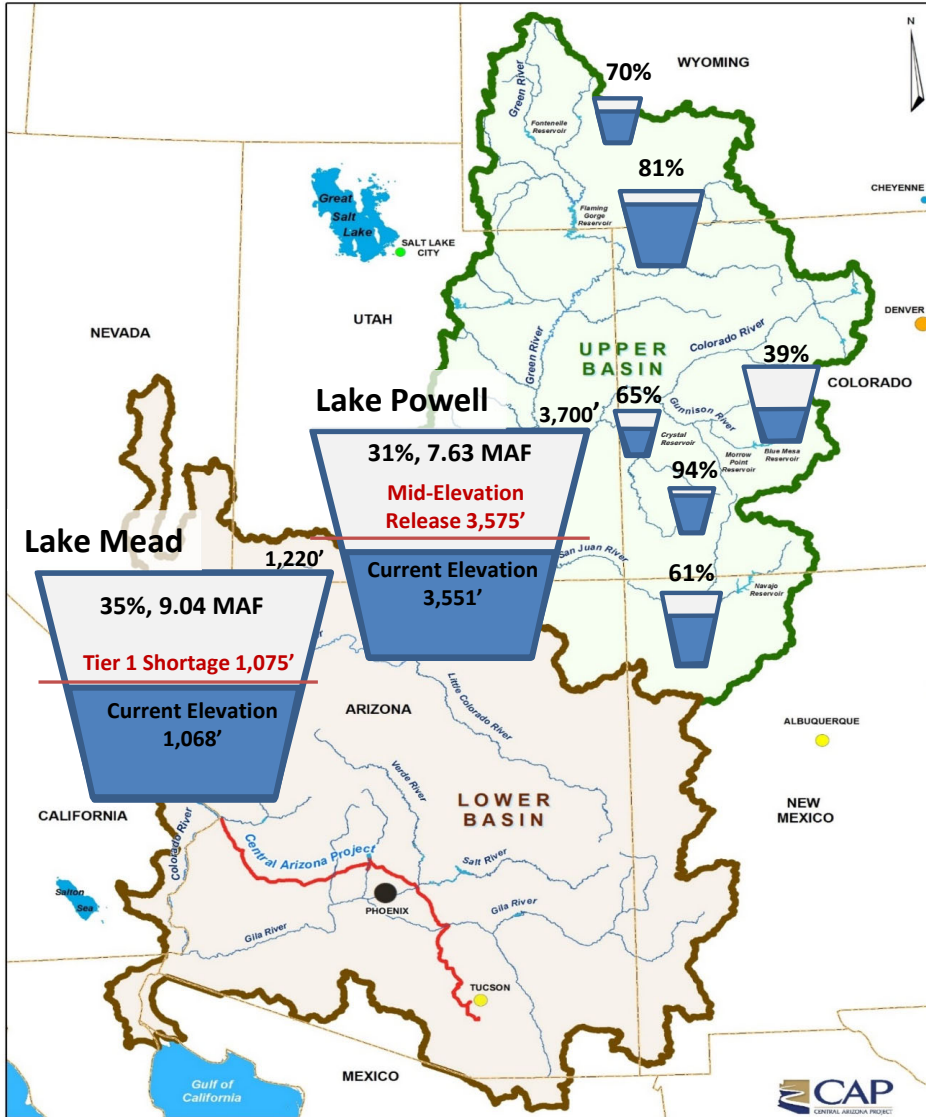 N
70%
WYOMING
Green River
Fontenelle
Reservoir
81%
CHEYENNE
Great
Salt
Lake
Flaming
Gorge
Reservoir
SALT LAKE
CITY
NEVADA
UTAH
DENVER
Green River
Colorado River
UPPER
BASIN
39%
COLORADO
65%
Gunnison River
Crystal
Reservoir
Morrow
Point
Reservoir
Blue Mesa
Reservoir
94%
Lake Powell
3,700’
31%, 7.63 MAF
Mid-Elevation
Release 3,575’
Current Elevation
3,551’
San Juan River
61%
Navajo
Reservoir
Lake Mead
1,220’
35%, 9.04 MAF
Tier 1 Shortage 1,075’
Current Elevation
1,068’
Little Colorado River
ARIZONA
ALBUQUERQUE
Verde River
LOWER
BASIN
NEW
MEXICO
CALIFORNIA
Colorado River
Central Arizona Project
Salt River
Salton
Sea
PHOENIX
Gila River
Gila River
TUCSON
MEXICO
Gulf of
California
CAP
CENTRAL ARIZONA PROJECT